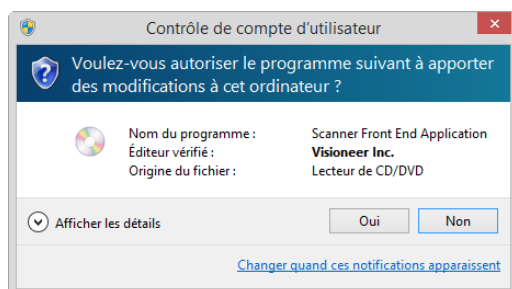 Contrôle de compte d'utilisateur
Voulez-vous autoriser le programme suivant à apporter
des modifications à cet ordinateur ?
Nom du programme : Scanner Front End Application
Éditeur vérifié : Visioneer Inc.
Origine du fichier : Lecteur de CD/DVD
Afficher les détails Oui Non
Changer quand ces notifications apparaissent